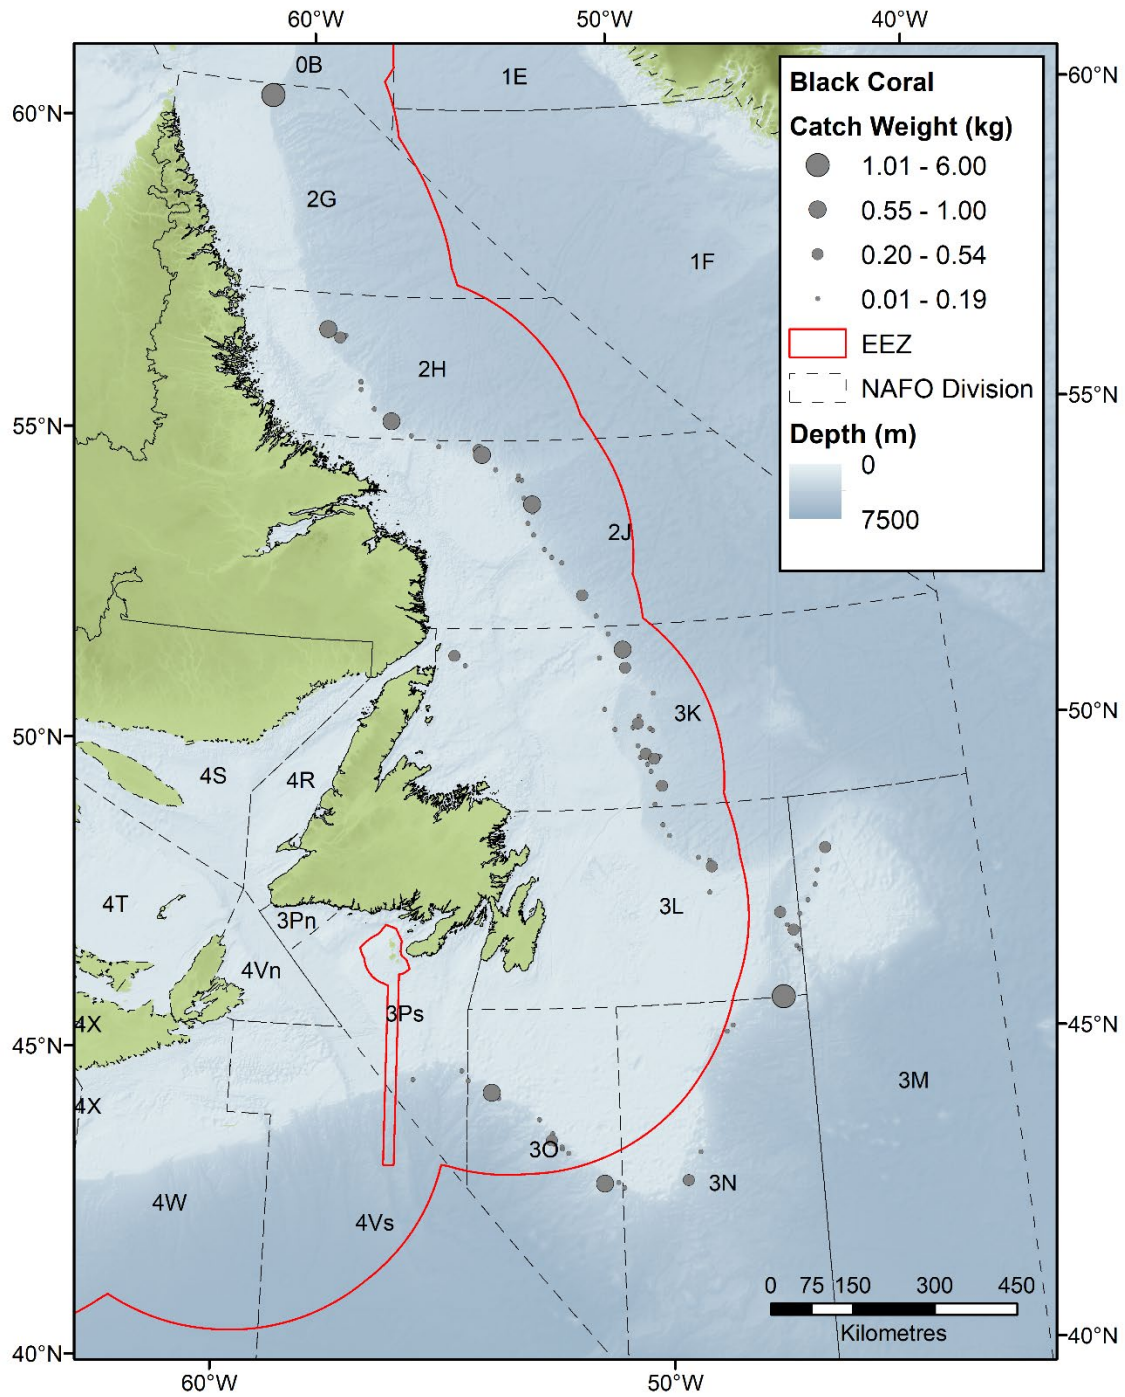 60°W 50°W 40°W
0B
1E
60°N
60°N
2G
1F
2H
55°N
55°N
2J
50°N
50°N
3K
4S
4R
4T
3Pn
3L
4Vn
3Ps
45°N
45°N
4X
4X
3M
3O
3N
4W
4Vs
40°N
40°N
60°W 50°W
Black Coral
Catch Weight (kg)
1.01 - 6.00
0.55 - 1.00
0.20 - 0.54
0.01 - 0.19
EEZ
NAFO Division
Depth (m)
0
7500
0 75 150 300 450
Kilometres